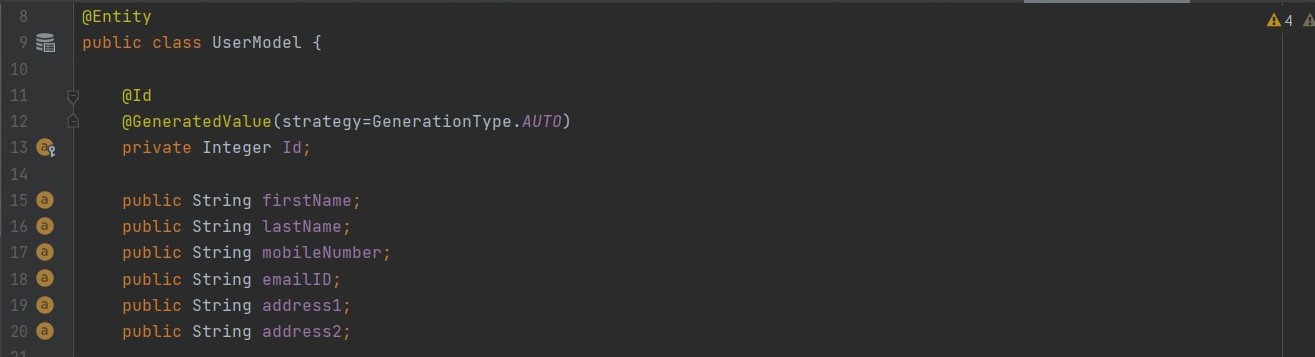 8 @Entity
9 public class UserModel {
10
11 @Id
12 @GeneratedValue(strategy=GenerationType.AUTO)
13 a private Integer Id;
14
15 a public String firstName;
16 a public String lastName;
17 a public String mobileNumber;
18 a public String emailID;
19 a public String address1;
20 a public String address2;
4